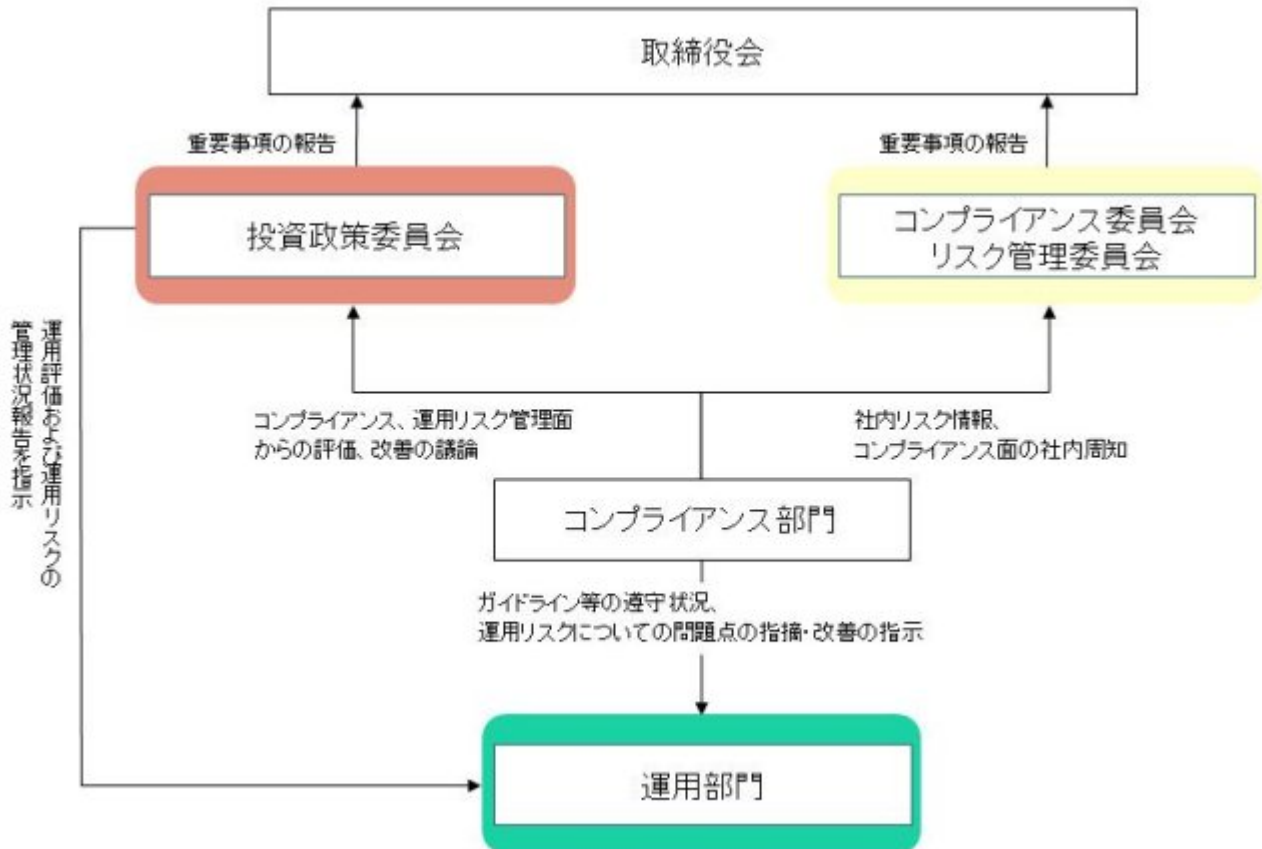 取締役会
重要事項の報告
重要事項の報告
投資政策委員会
コンプライアンス委員会
リスク管理委員会
運用評価および運用リスクの
管理状況報告を指示
コンプライアンス、運用リスク管理面
からの評価、改善の議論
社内リスク情報、
コンプライアンス面の社内周知
コンプライアンス部門
ガイドライン等の遵守状況、
運用リスクについての問題点の指摘・改善の指示
運用部門